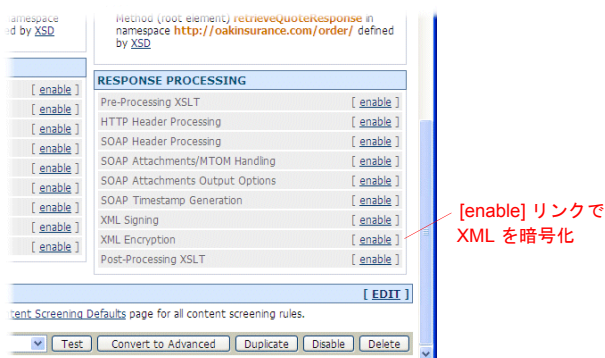 amespace
d by XSD
Method (root element) retrieveQuoteResponse in
namespace http://oakinsurance.com/order/ defined
by XSD
[ enable ]
[ enable ]
[ enable ]
[ enable ]
[ enable ]
[ enable ]
[ enable ]
[ enable ]
[ enable ]
RESPONSE PROCESSING
Pre-Processing XSLT [ enable ]
HTTP Header Processing [ enable ]
SOAP Header Processing [ enable ]
SOAP Attachments/MTOM Handling [ enable ]
SOAP Attachments Output Options [ enable ]
SOAP Timestamp Generation [ enable ]
XML Signing [ enable ]
XML Encryption [ enable ]
Post-Processing XSLT [ enable ]
[enable] リンクで
XML を暗号化
[ EDIT ]
tent Screening Defaults page for all content screening rules.
Test Convert to Advanced Duplicate Disable Delete